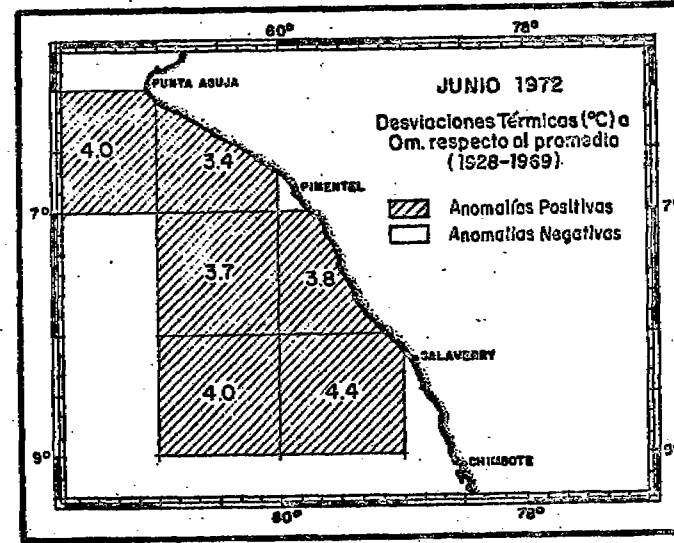 80° 78°
PUNTA AGUJA
JUNIO 1972
Desviaciones Térmicas (°C) a
0m. respecto al promedio
(1928-1969)
4.0 3.4
PIMENTEL
7° 7°
Anomalías Positivas
Anomalías Negativas
3.7 3.8
SALAVERRY
4.0 4.4
9° 9°
CHIMBOTE
80° 78°